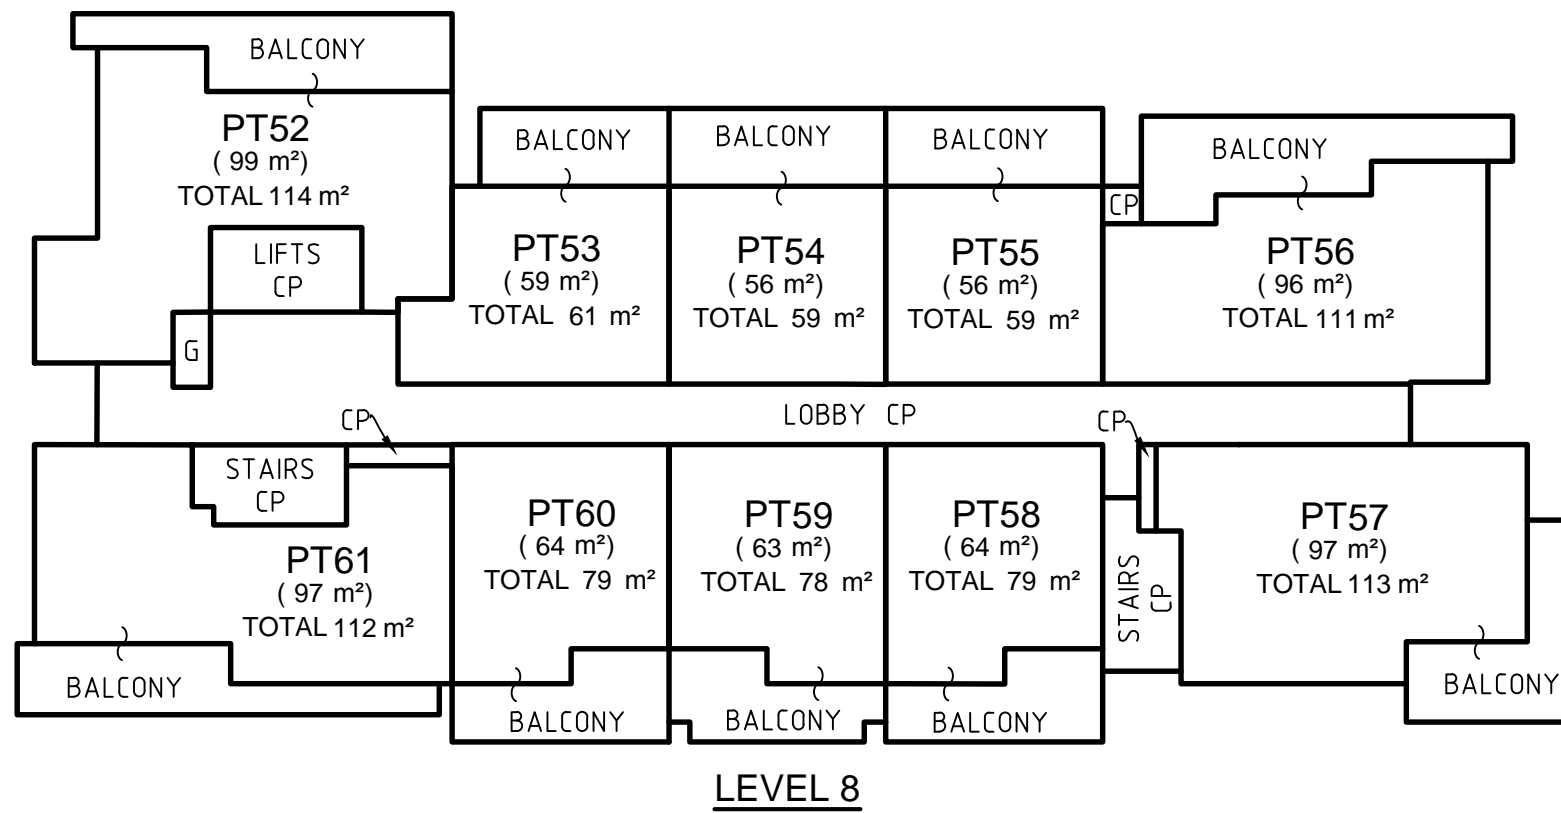 BALCONY
PT52
( 99 m²)
TOTAL 114 m²
LIFTS
CP
G
BALCONY
PT53
( 59 m²)
TOTAL 61 m²
BALCONY
PT54
( 56 m²)
TOTAL 59 m²
BALCONY
PT55
( 56 m²)
TOTAL 59 m²
CP
BALCONY
PT56
( 96 m²)
TOTAL 111 m²
LOBBY CP
CP
CP
STAIRS
CP
PT61
( 97 m²)
TOTAL 112 m²
BALCONY
PT60
( 64 m²)
TOTAL 79 m²
BALCONY
PT59
( 63 m²)
TOTAL 78 m²
BALCONY
PT58
( 64 m²)
TOTAL 79 m²
BALCONY
STAIRS
CP
PT57
( 97 m²)
TOTAL 113 m²
BALCONY
LEVEL 8